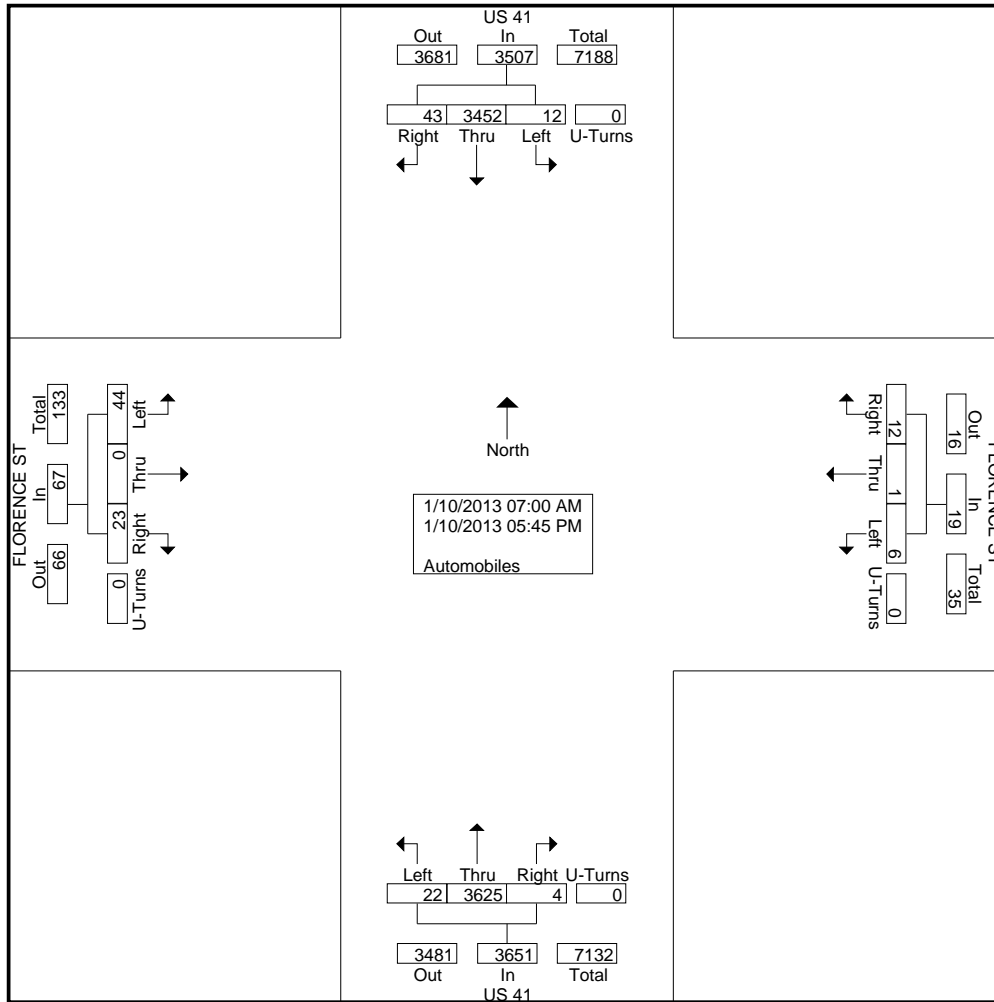 US 41
Out In Total
3681 3507 7188
43 3452 12 0
Right Thru Left U-Turns
FLORENCE ST
Total In Out
133 67 66
44 0 23 0
Left Thru Right U-Turns
North
1/10/2013 07:00 AM
1/10/2013 05:45 PM
Automobiles
Right Thru Left U-Turns
12 1 6 0
16 19 35
Out In Total
FLORENCE ST
Left Thru Right U-Turns
22 3625 4 0
3481 3651 7132
Out In Total
US 41